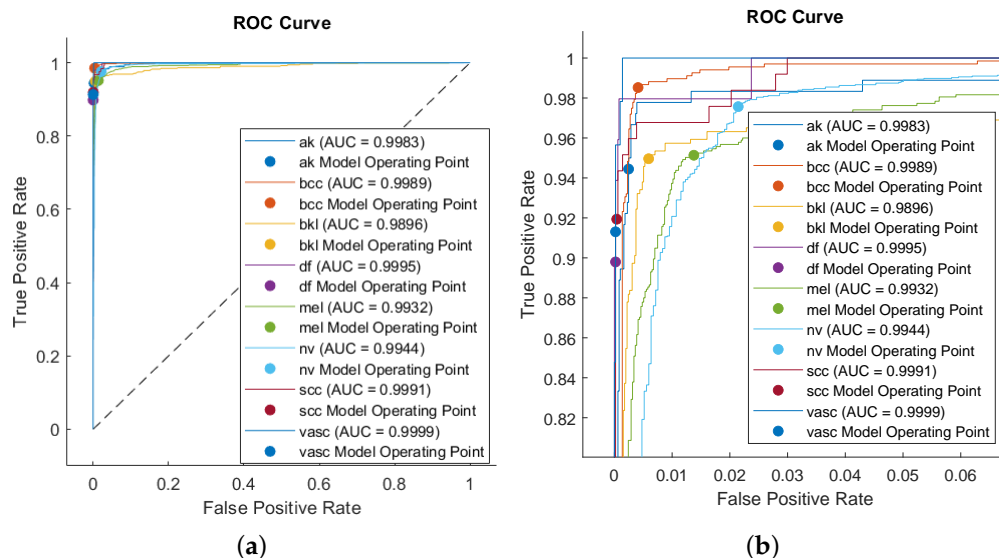 ROC Curve
True Positive Rate
1
0.8
0.6
0.4
0.2
0
ak (AUC = 0.9983)
ak Model Operating Point
bcc (AUC = 0.9989)
bcc Model Operating Point
bkl (AUC = 0.9896)
bkl Model Operating Point
df (AUC = 0.9995)
df Model Operating Point
mel (AUC = 0.9932)
mel Model Operating Point
nv (AUC = 0.9944)
nv Model Operating Point
scc (AUC = 0.9991)
scc Model Operating Point
vasc (AUC = 0.9999)
vasc Model Operating Point
0 0.2 0.4 0.6 0.8 1
False Positive Rate
(a)
ROC Curve
True Positive Rate
1
0.98
0.96
0.94
0.92
0.9
0.88
0.86
0.84
0.82
ak (AUC = 0.9983)
ak Model Operating Point
bcc (AUC = 0.9989)
bcc Model Operating Point
bkl (AUC = 0.9896)
bkl Model Operating Point
df (AUC = 0.9995)
df Model Operating Point
mel (AUC = 0.9932)
mel Model Operating Point
nv (AUC = 0.9944)
nv Model Operating Point
scc (AUC = 0.9991)
scc Model Operating Point
vasc (AUC = 0.9999)
vasc Model Operating Point
0 0.01 0.02 0.03 0.04 0.05 0.06
False Positive Rate
(b)